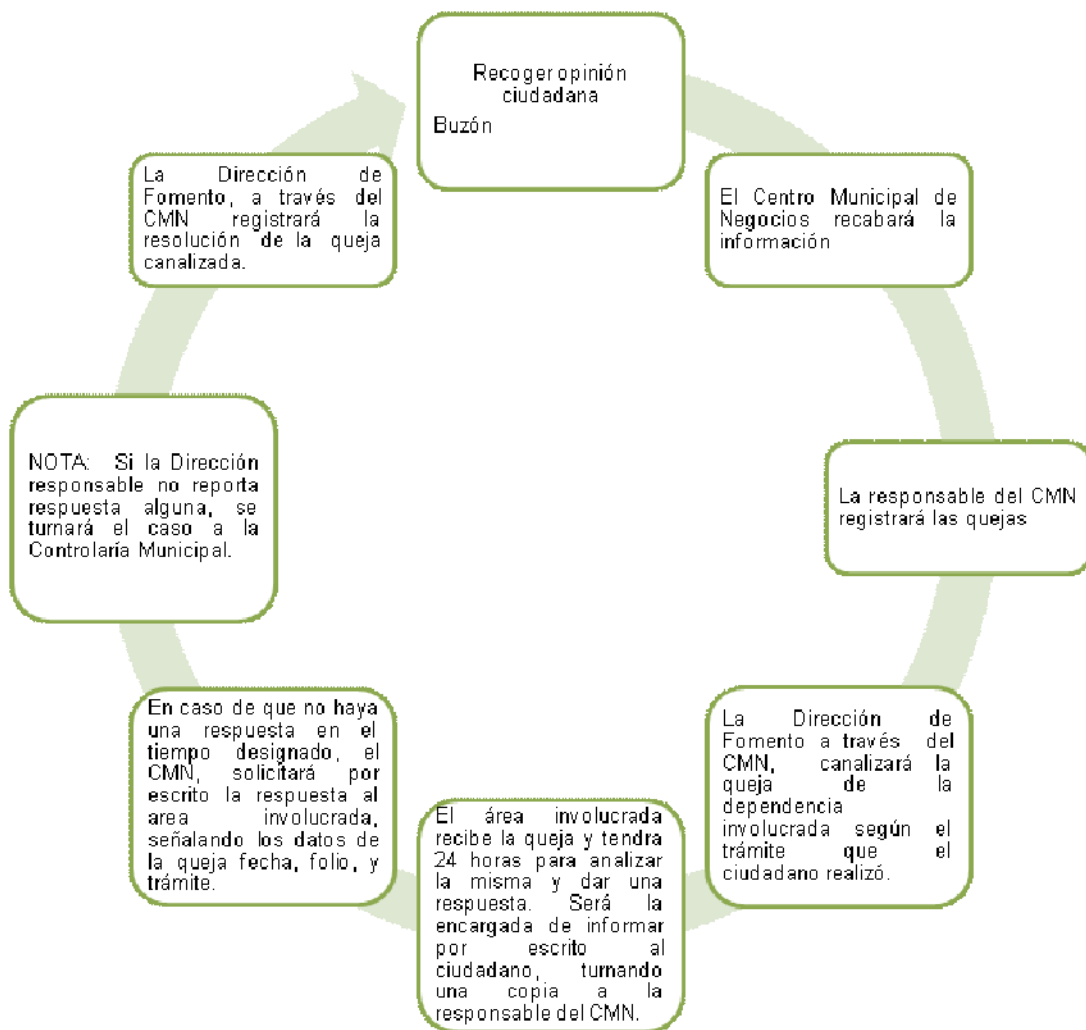 Recoger opinión
ciudadana
Buzón
El Centro Municipal de
Negocios recabará la
información
La responsable del CMN
registrará las quejas
La Dirección de
Fomento a través del
CMN, canalizará la
queja de la
dependencia
involucrada según el
trámite que el
ciudadano realizó.
El área involucrada
recibe la queja y tendra
24 horas para analizar
la misma y dar una
respuesta. Será la
encargada de informar
por escrito al
ciudadano, turnando
una copia a la
responsable del CMN.
En caso de que no haya
una respuesta en el
tiempo designado, el
CMN, solicitará por
escrito la respuesta al
area involucrada,
señalando los datos de
la queja fecha, folio, y
trámite.
NOTA: Si la Dirección
responsable no reporta
respuesta alguna, se
turnará el caso a la
Controlaría Municipal.
La Dirección de
Fomento, a través del
CMN registrará la
resolución de la queja
canalizada.